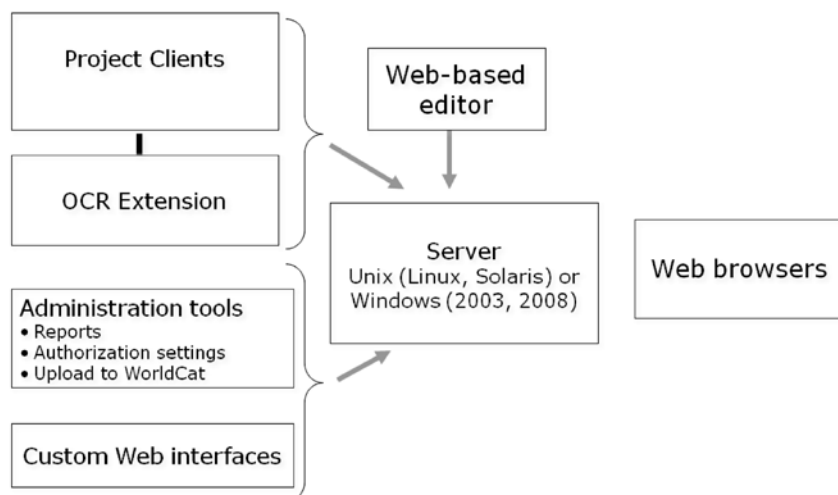 Project Clients
OCR Extension
Web-based
editor
Server
Unix (Linux, Solaris) or
Windows (2003, 2008)
Web browsers
Administration tools
• Reports
• Authorization settings
• Upload to WorldCat
Custom Web interfaces